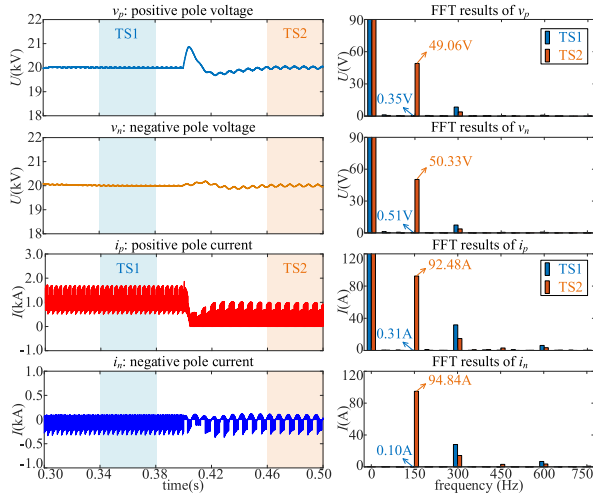 vp: positive pole voltage
FFT results of vp
U(kV)
22
21
20
19
18
TS1
TS2
U(V)
90
60
30
0
49.06V
0.35V
TS1
TS2
vn: negative pole voltage
FFT results of vn
U(kV)
22
21
20
19
18
U(V)
90
60
30
0
50.33V
0.51V
ip: positive pole current
FFT results of ip
I(kA)
3.0
2.0
1.0
0
-1.0
TS1
TS2
I(A)
120
80
40
0
92.48A
0.31A
TS1
TS2
in: negative pole current
FFT results of in
I(kA)
1.0
0.5
0
-0.5
-1.0
0.30 0.34 0.38 0.42 0.46 0.50
time(s)
I(A)
120
80
40
0
94.84A
0.10A
0 150 300 450 600 750
frequency (Hz)